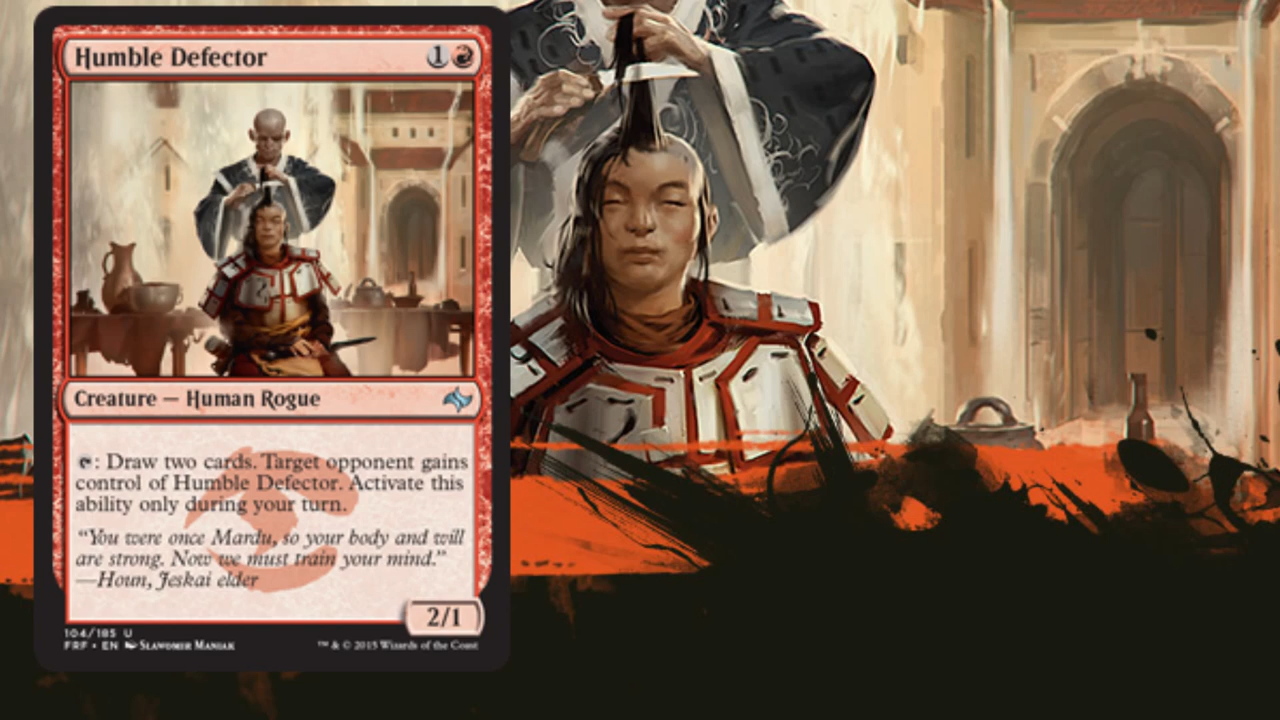 Humble Defector 1
Creature — Human Rogue
: Draw two cards. Target opponent gains
control of Humble Defector. Activate this
ability only during your turn.
“You were once Mardu, so your body and will
are strong. Now we must train your mind.”
—Houn, Jeskai elder
2/1
104/185 U
FRF • EN Slawomir Maniak ™ & © 2015 Wizards of the Coast